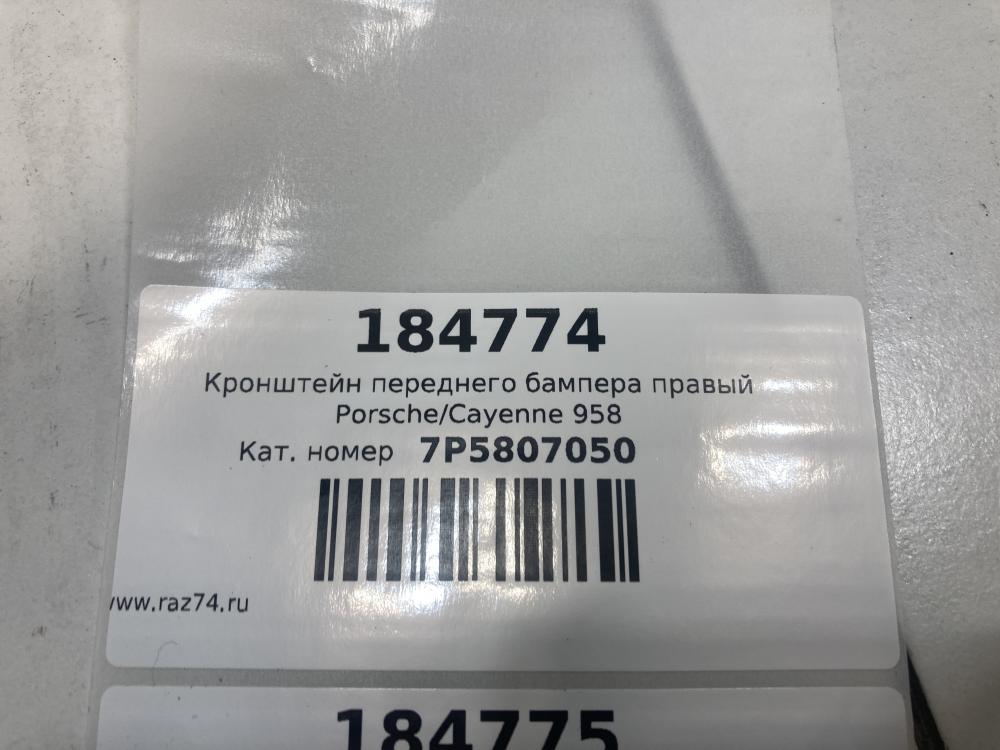 184774
Кронштейн переднего бампера правый
Porsche/Cayenne 958
Кат. номер 7P5807050
www.raz74.ru
184775